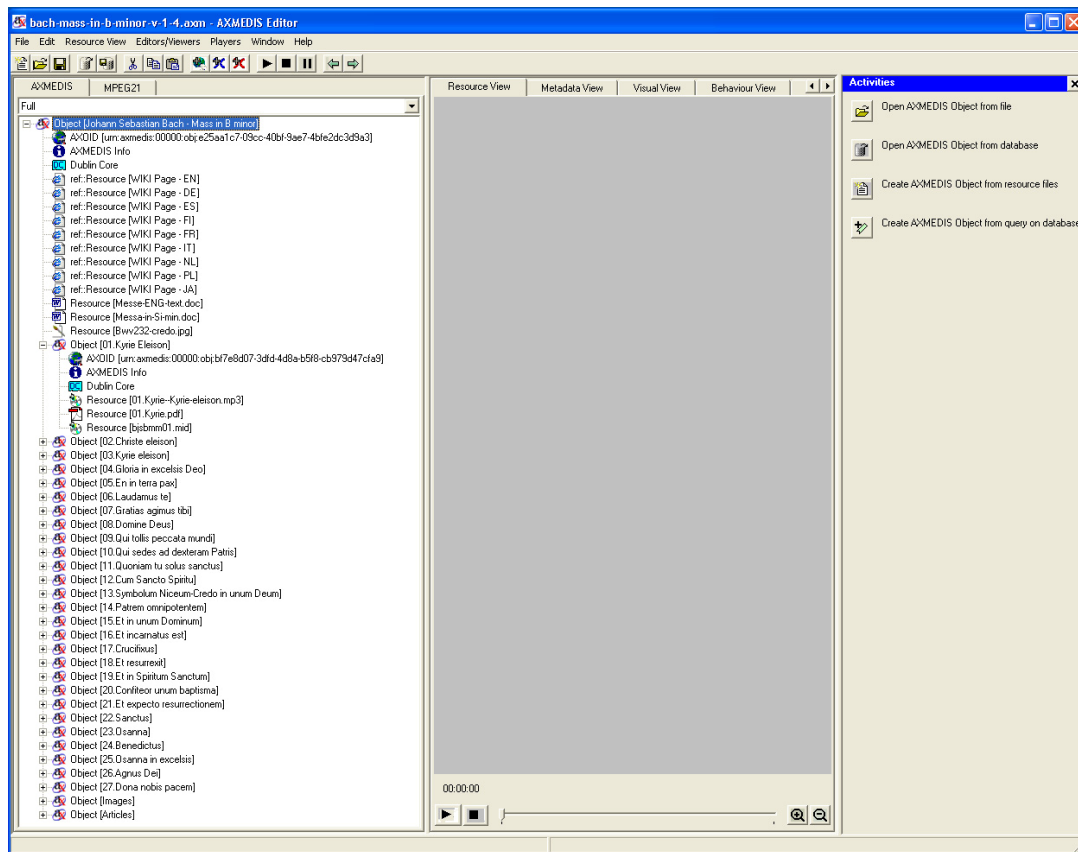 bach-mass-in-b-minor-v-1-4.axm - AXMEDIS Editor
File Edit Resource View Editors/Viewers Players Window Help
AXMEDIS MPEG21
Full
Object [Johann Sebastian Bach - Mass in B minor]
AXOID [urn:axmedis:00000:obj:e25aa1c7-09cc-40bf-9ae7-4bfe2dc3d9a3]
AXMEDIS Info
DC Dublin Core
ref::Resource [WIKI Page - EN]
ref::Resource [WIKI Page - DE]
ref::Resource [WIKI Page - ES]
ref::Resource [WIKI Page - FI]
ref::Resource [WIKI Page - FR]
ref::Resource [WIKI Page - IT]
ref::Resource [WIKI Page - NL]
ref::Resource [WIKI Page - PL]
ref::Resource [WIKI Page - JA]
Resource [Messe-ENG-text.doc]
Resource [Messa-in-Si-min.doc]
Resource [Bwv232-credo.jpg]
Object [01.Kyrie Eleison]
AXOID [urn:axmedis:00000:obj:bf7e8d07-3dfd-4d8a-b5f8-cb979d47cfa9]
AXMEDIS Info
DC Dublin Core
Resource [01.Kyrie--Kyrie-eleison.mp3]
Resource [01.Kyrie.pdf]
Resource [bjsbmm01.mid]
Object [02.Christe eleison]
Object [03.Kyrie eleison]
Object [04.Gloria in excelsis Deo]
Object [05.En in terra pax]
Object [06.Laudamus te]
Object [07.Gratias agimus tibi]
Object [08.Domine Deus]
Object [09.Qui tollis peccata mundi]
Object [10.Qui sedes ad dexteram Patris]
Object [11.Quoniam tu solus sanctus]
Object [12.Cum Sancto Spiritu]
Object [13.Symbolum Niceum-Credo in unum Deum]
Object [14.Patrem omnipotentem]
Object [15.Et in unum Dominum]
Object [16.Et incarnatus est]
Object [17.Crucifixus]
Object [18.Et resurrexit]
Object [19.Et in Spiritum Sanctum]
Object [20.Confiteor unum baptisma]
Object [21.Et expecto resurrectionem]
Object [22.Sanctus]
Object [23.Osanna]
Object [24.Benedictus]
Object [25.Osanna in excelsis]
Object [26.Agnus Dei]
Object [27.Dona nobis pacem]
Object [Images]
Object [Articles]
Resource View Metadata View Visual View Behaviour View
00:00:00
Activities
Open AXMEDIS Object from file
Open AXMEDIS Object from database
Create AXMEDIS Object from resource files
Create AXMEDIS Object from query on database